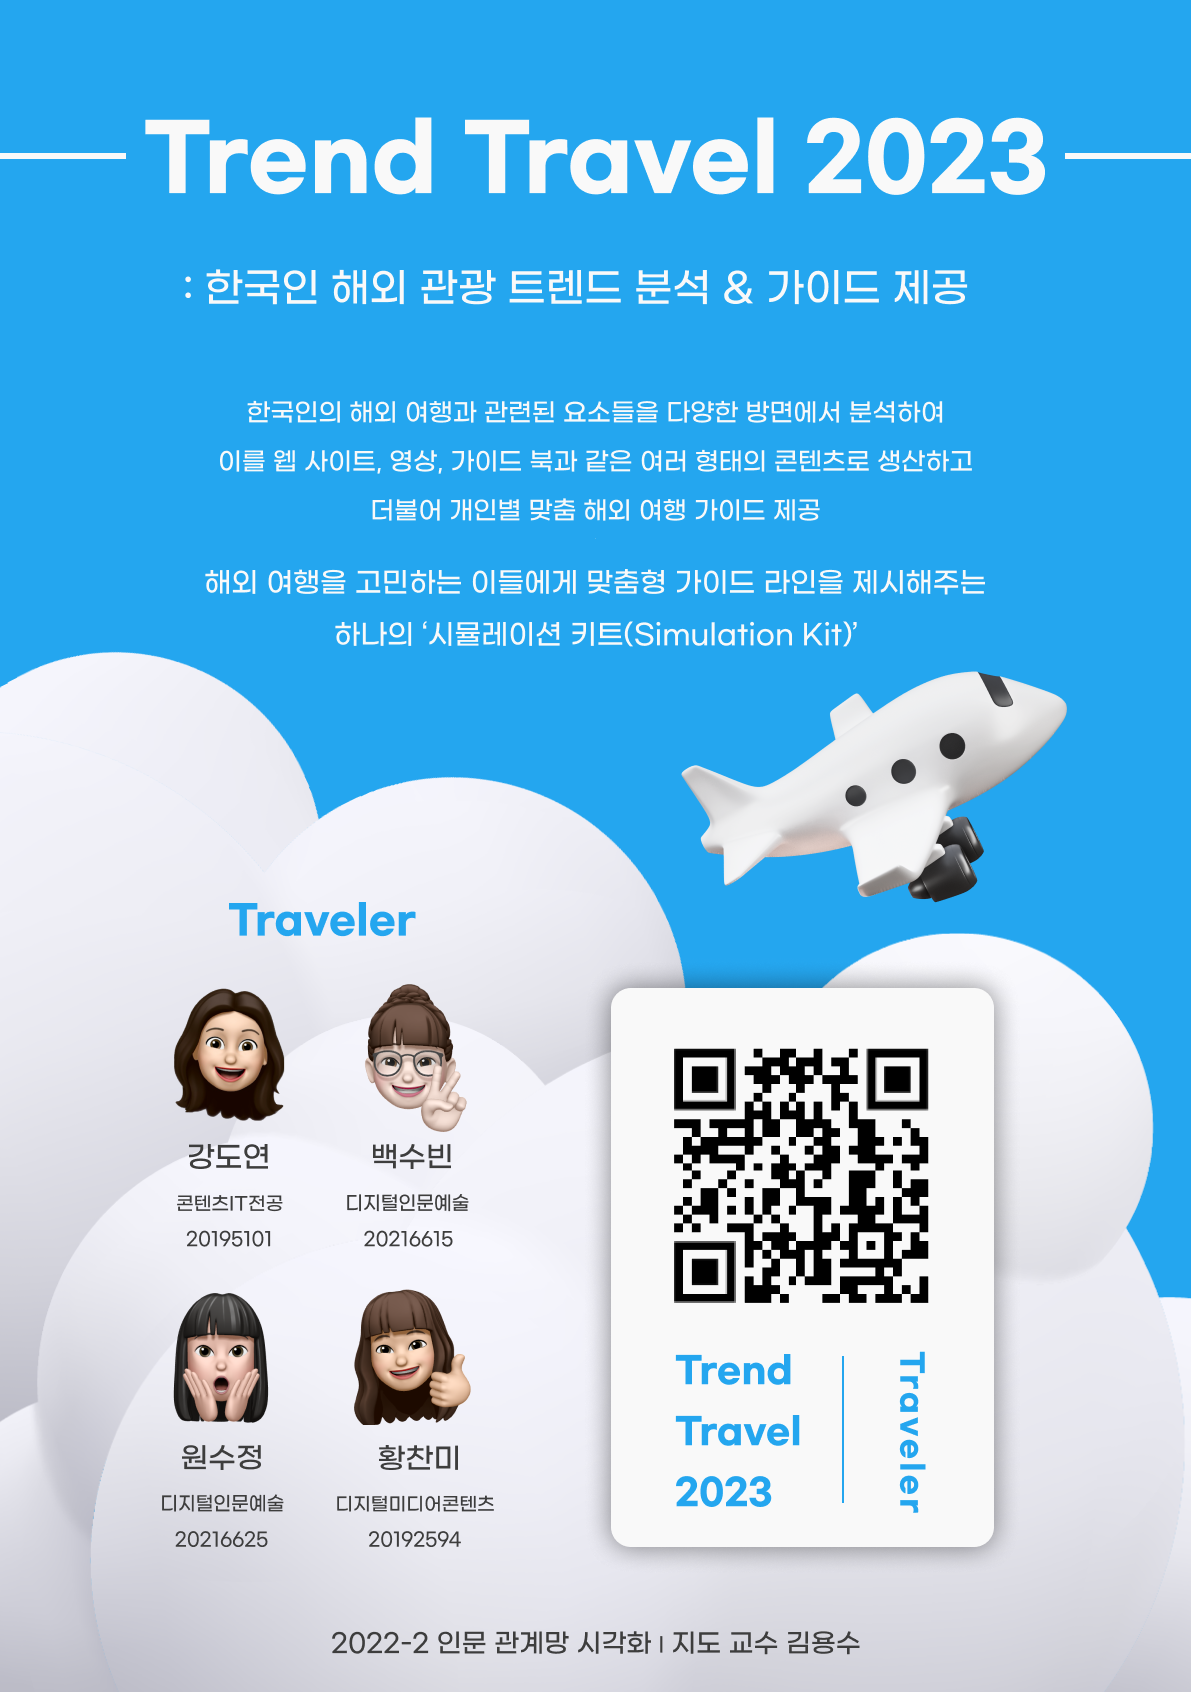 Trend Travel 2023
: 한국인 해외 관광 트렌드 분석 & 가이드 제공
한국인의 해외 여행과 관련된 요소들을 다양한 방면에서 분석하여
이를 웹 사이트, 영상, 가이드 북과 같은 여러 형태의 콘텐츠로 생산하고
더불어 개인별 맞춤 해외 여행 가이드 제공
해외 여행을 고민하는 이들에게 맞춤형 가이드 라인을 제시해주는
하나의 ‘시뮬레이션 키트(Simulation Kit)’
Traveler
강도연
콘텐츠IT전공
20195101
백수빈
디지털인문예술
20216615
원수정
디지털인문예술
20216625
황찬미
디지털미디어콘텐츠
20192594
Trend
Travel
2023
Traveler
2022-2 인문 관계망 시각화 | 지도 교수 김용수